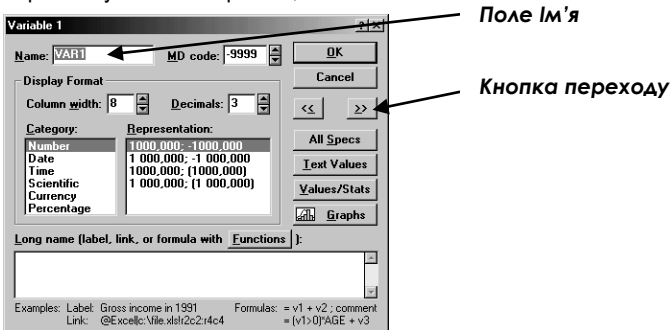 Поле Ім’я
Variable 1
Name: VAR1 MD code: -9999 OK
Cancel
Display Format
Column width: 8 Decimals: 3 << >>
Кнопка переходу
Category: Representation:
Number 1000,000; -1000,000 All Specs
Date 1 000,000; -1 000,000
Time 1000,000; (1000,000) Text Values
Scientific 1 000,000; (1 000,000)
Currency Values/Stats
Percentage
Graphs
Long name (label, link, or formula with Functions ):
Examples: Label: Gross income in 1991 Formulas: = v1 + v2 ; comment
Link: @Excel|c:\file.xls!r2c2:r4c4 = (v1>0)*AGE + v3